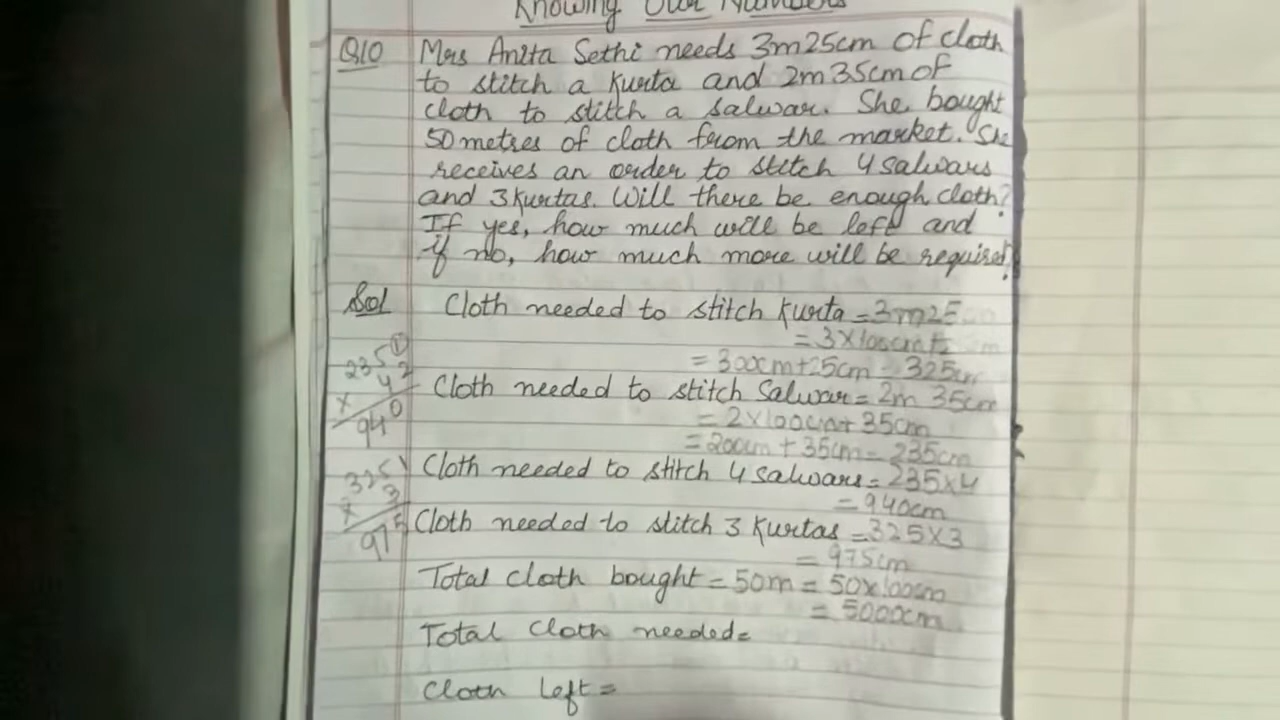 Knowing Our Numbers
Q10 Mrs Anita Sethi needs 3m25cm of cloth
to stitch a Kurta and 2m 35cm of
cloth to stitch a salwar. She bought
50 metres of cloth from the market. She
receives an order to stitch 4 salwars
and 3 Kurtas. Will there be enough cloth?
If yes, how much will be left and
if no, how much more will be required?
Sol Cloth needed to stitch Kurta = 3m25
= 3×100cm+
= 300cm+25cm = 325cm
Cloth needed to stitch Salwar = 2m 35cm
= 2×100cm+ 35cm
= 200cm + 35cm = 235cm
Cloth needed to stitch 4 salwars = 235×4
= 940cm
Cloth needed to stitch 3 Kurtas = 325×3
= 975cm
Total cloth bought = 50m = 50×100cm
= 5000cm
Total cloth needed=
Cloth left =
235
× 4
940
325
× 3
975